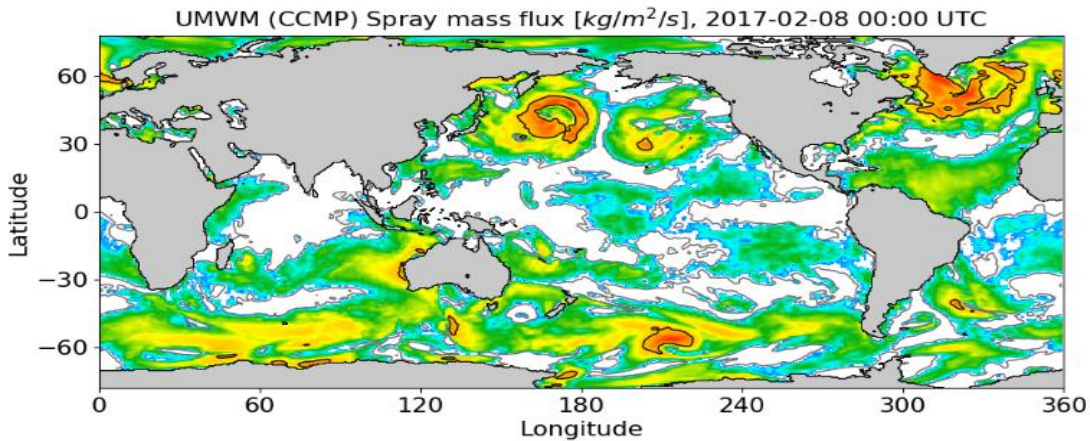 UMWM (CCMP) Spray mass flux [kg/m²/s], 2017-02-08 00:00 UTC
60
30
0
−30
−60
Latitude
0 60 120 180 240 300 360
Longitude